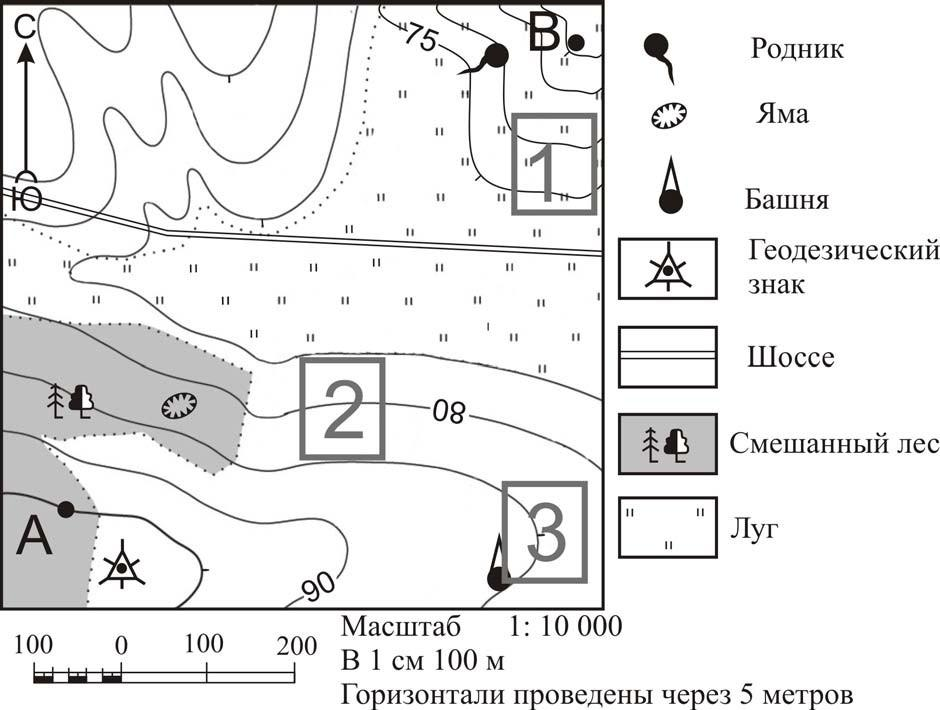 С
Ю
75
В
1
Родник
Яма
Башня
Геодезический
знак
Шоссе
2
80
Смешанный лес
А
3
Луг
90
100 0 100 200
Масштаб 1: 10 000
В 1 см 100 м
Горизонтали проведены через 5 метров